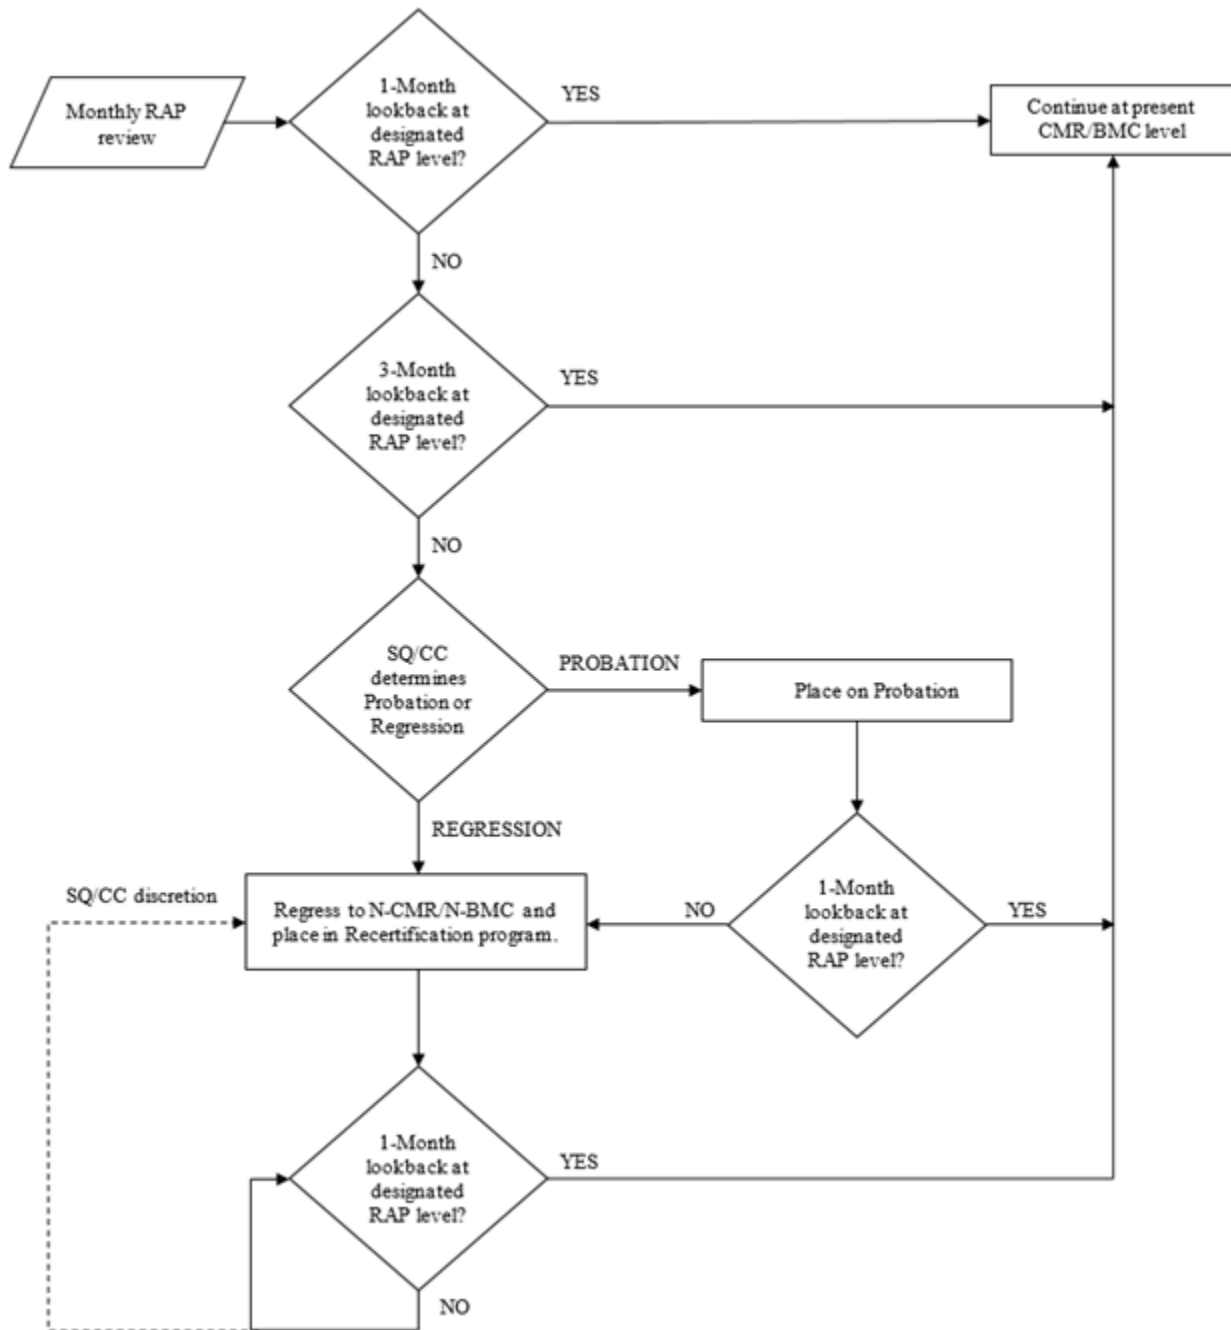 Monthly RAP
review
1-Month
lookback at
designated
RAP level?
YES
Continue at present
CMR/BMC level
NO
3-Month
lookback at
designated
RAP level?
YES
NO
SQ/CC
determines
Probation or
Regression
PROBATION
Place on Probation
REGRESSION
SQ/CC discretion
Regress to N-CMR/N-BMC and
place in Recertification program.
NO
1-Month
lookback at
designated
RAP level?
YES
1-Month
lookback at
designated
RAP level?
YES
NO